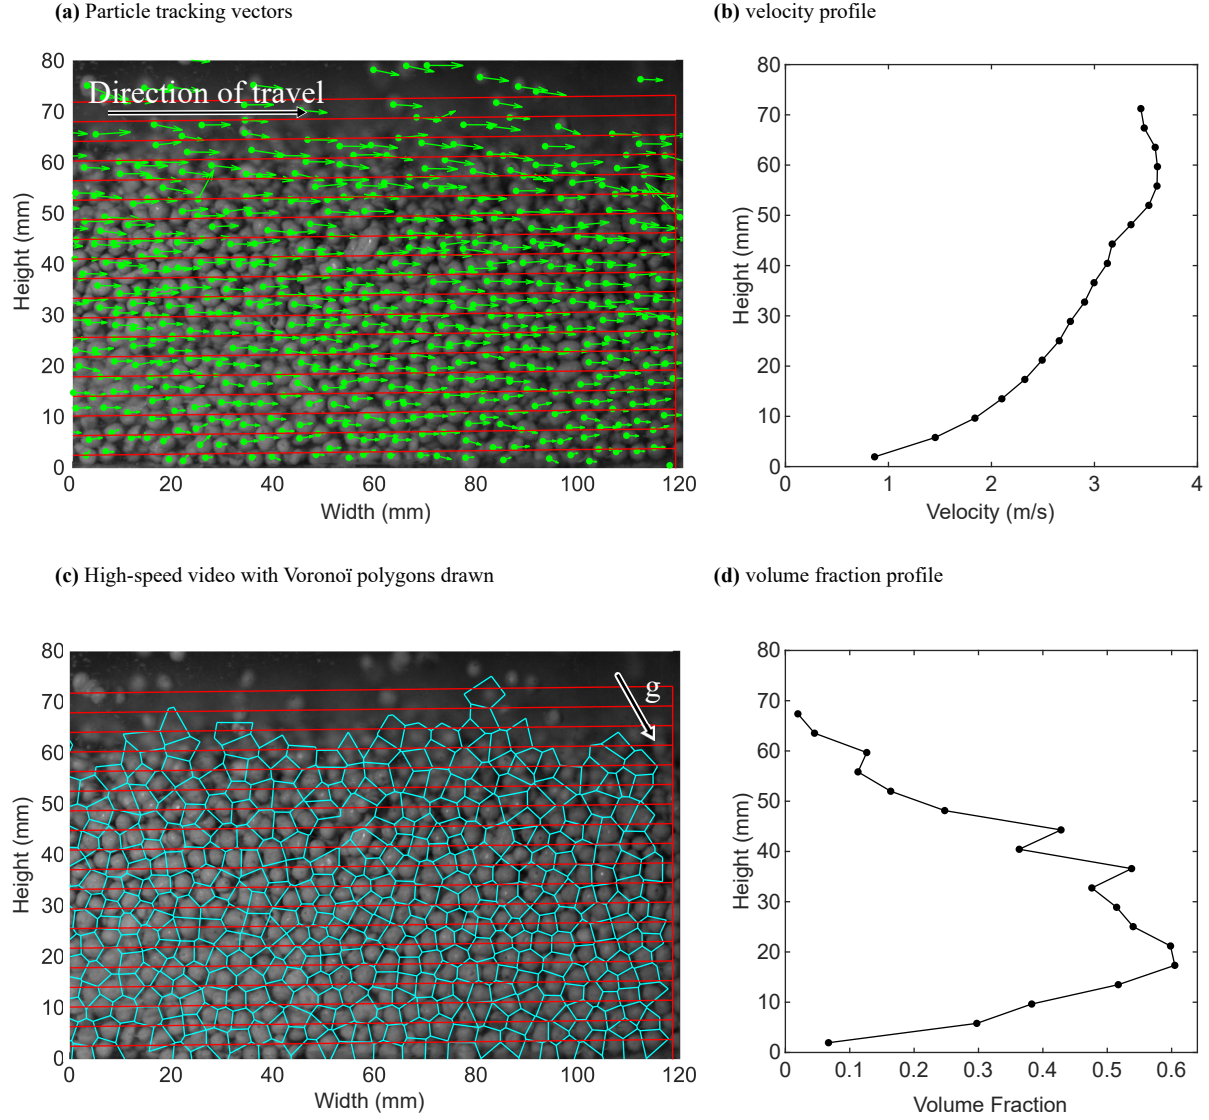 (a) Particle tracking vectors
80
70
60
50
40
30
20
10
0
Height (mm)
Direction of travel
0 20 40 60 80 100 120
Width (mm)
(b) velocity profile
80
70
60
50
40
30
20
10
0
Height (mm)
0 1 2 3 4
Velocity (m/s)
(c) High-speed video with Voronoï polygons drawn
80
70
60
50
40
30
20
10
0
Height (mm)
g
0 20 40 60 80 100 120
Width (mm)
(d) volume fraction profile
80
70
60
50
40
30
20
10
0
Height (mm)
0 0.1 0.2 0.3 0.4 0.5 0.6
Volume Fraction